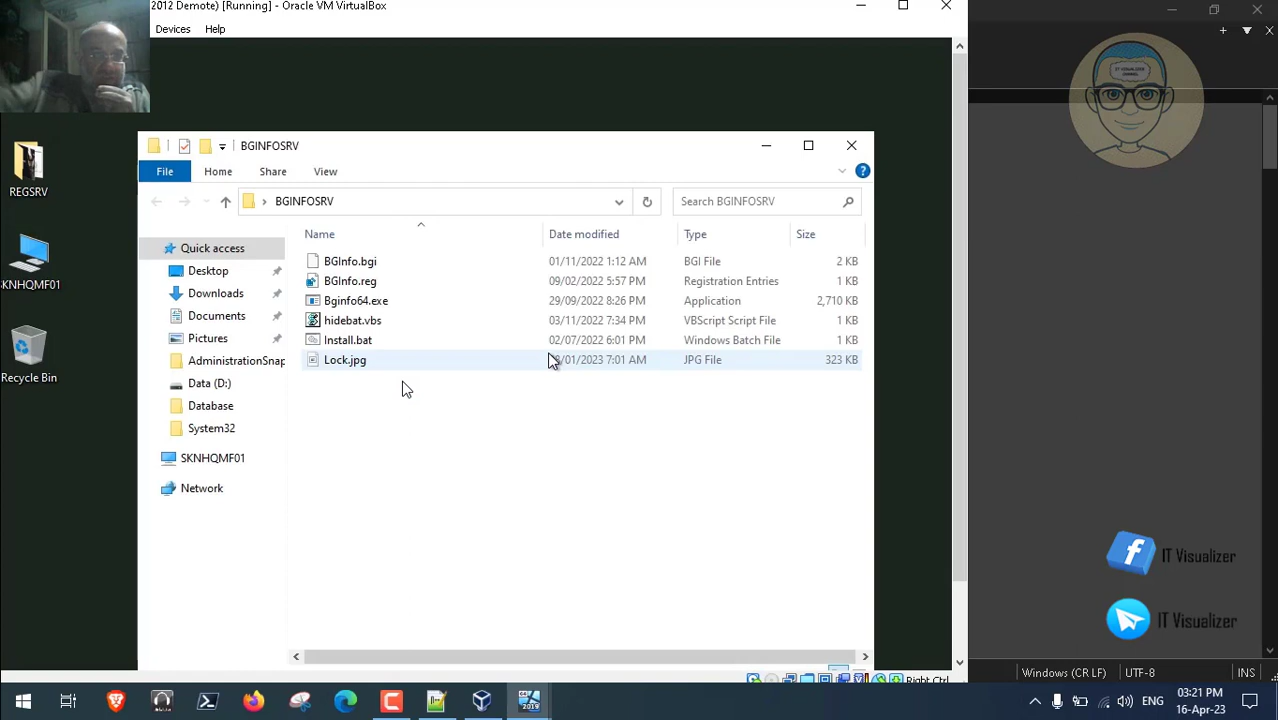 2012 Demote) [Running] - Oracle VM VirtualBox
Devices Help
IT VISUALIZER
CHANNEL
BGINFOSRV
File Home Share View
BGINFOSRV
Search BGINFOSRV
Name Date modified Type Size
Quick access
Desktop
Downloads
Documents
Pictures
AdministrationSnap
Data (D:)
Database
System32
SKNHQMF01
Network
BGInfo.bgi 01/11/2022 1:12 AM BGI File 2 KB
BGInfo.reg 09/02/2022 5:57 PM Registration Entries 1 KB
Bginfo64.exe 29/09/2022 8:26 PM Application 2,710 KB
hidebat.vbs 03/11/2022 7:34 PM VBScript Script File 1 KB
Install.bat 02/07/2022 6:01 PM Windows Batch File 1 KB
Lock.jpg /01/2023 7:01 AM JPG File 323 KB
REGSRV
SKNHQMF01
Recycle Bin
IT Visualizer
IT Visualizer
Right Ctrl
Windows (CR LF) UTF-8 INS
2019
ENG
03:21 PM
16-Apr-23